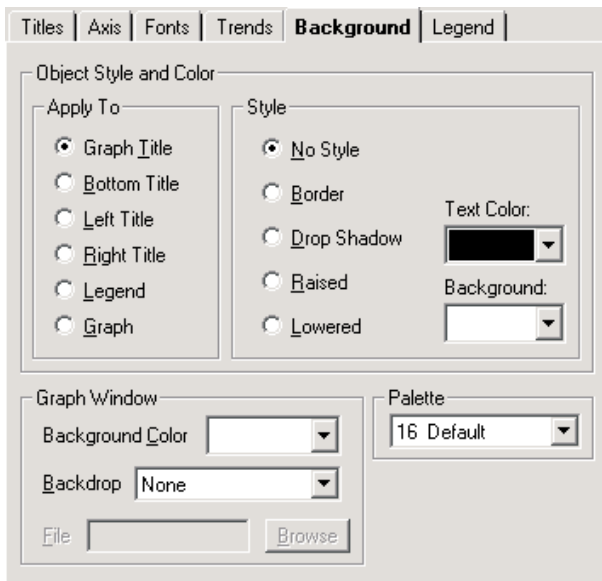 Titles Axis Fonts Trends Background Legend
Object Style and Color
Apply To
Graph Title
Bottom Title
Left Title
Right Title
Legend
Graph
Style
No Style
Border
Drop Shadow
Raised
Lowered
Text Color:
Background:
Graph Window
Background Color
Backdrop None
File Browse
Palette
16 Default